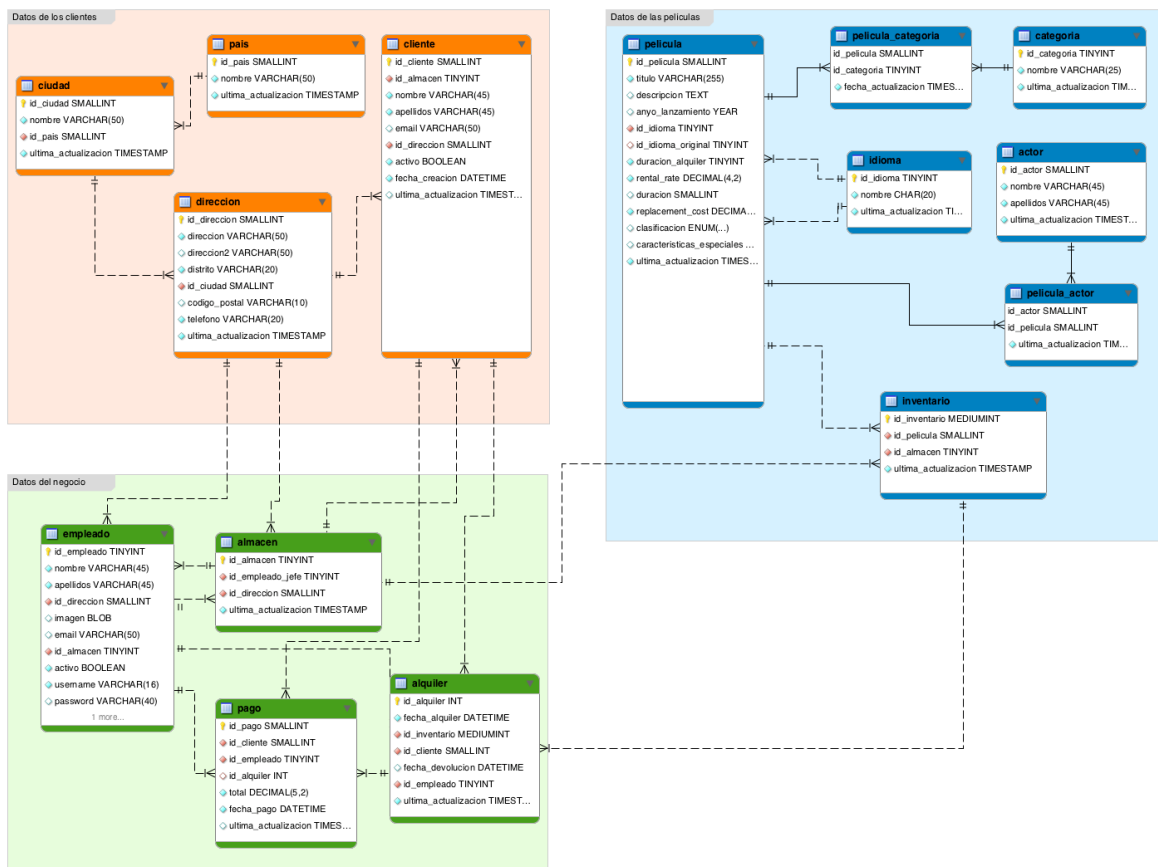 Datos de los clientes
pais
id_pais SMALLINT
nombre VARCHAR(50)
ultima_actualizacion TIMESTAMP
cliente
id_cliente SMALLINT
id_almacen TINYINT
nombre VARCHAR(45)
apellidos VARCHAR(45)
email VARCHAR(50)
id_direccion SMALLINT
activo BOOLEAN
fecha_creacion DATETIME
ultima_actualizacion TIMEST...
ciudad
id_ciudad SMALLINT
nombre VARCHAR(50)
id_pais SMALLINT
ultima_actualizacion TIMESTAMP
direccion
id_direccion SMALLINT
direccion VARCHAR(50)
direccion2 VARCHAR(50)
distrito VARCHAR(20)
id_ciudad SMALLINT
codigo_postal VARCHAR(10)
telefono VARCHAR(20)
ultima_actualizacion TIMESTAMP
Datos de las películas
pelicula
id_pelicula SMALLINT
titulo VARCHAR(255)
descripcion TEXT
anyo_lanzamiento YEAR
id_idioma TINYINT
id_idioma_original TINYINT
duracion_alquiler TINYINT
rental_rate DECIMAL(4,2)
duracion SMALLINT
replacement_cost DECIMA...
clasificacion ENUM(...)
caracteristicas_especiales ...
ultima_actualizacion TIMES...
pelicula_categoria
id_pelicula SMALLINT
id_categoria TINYINT
fecha_actualizacion TIMES...
categoria
id_categoria TINYINT
nombre VARCHAR(25)
ultima_actualizacion TIM...
idioma
id_idioma TINYINT
nombre CHAR(20)
ultima_actualizacion TI...
actor
id_actor SMALLINT
nombre VARCHAR(45)
apellidos VARCHAR(45)
ultima_actualizacion TIMEST...
pelicula_actor
id_actor SMALLINT
id_pelicula SMALLINT
ultima_actualizacion TIM...
inventario
id_inventario MEDIUMINT
id_pelicula SMALLINT
id_almacen TINYINT
ultima_actualizacion TIMESTAMP
Datos del negocio
empleado
id_empleado TINYINT
nombre VARCHAR(45)
apellidos VARCHAR(45)
id_direccion SMALLINT
imagen BLOB
email VARCHAR(50)
id_almacen TINYINT
activo BOOLEAN
username VARCHAR(16)
password VARCHAR(40)
1 more...
almacen
id_almacen TINYINT
id_empleado_jefe TINYINT
id_direccion SMALLINT
ultima_actualizacion TIMESTAMP
pago
id_pago SMALLINT
id_cliente SMALLINT
id_empleado TINYINT
id_alquiler INT
total DECIMAL(5,2)
fecha_pago DATETIME
ultima_actualizacion TIMES...
alquiler
id_alquiler INT
fecha_alquiler DATETIME
id_inventario MEDIUMINT
id_cliente SMALLINT
fecha_devolucion DATETIME
id_empleado TINYINT
ultima_actualizacion TIMEST...